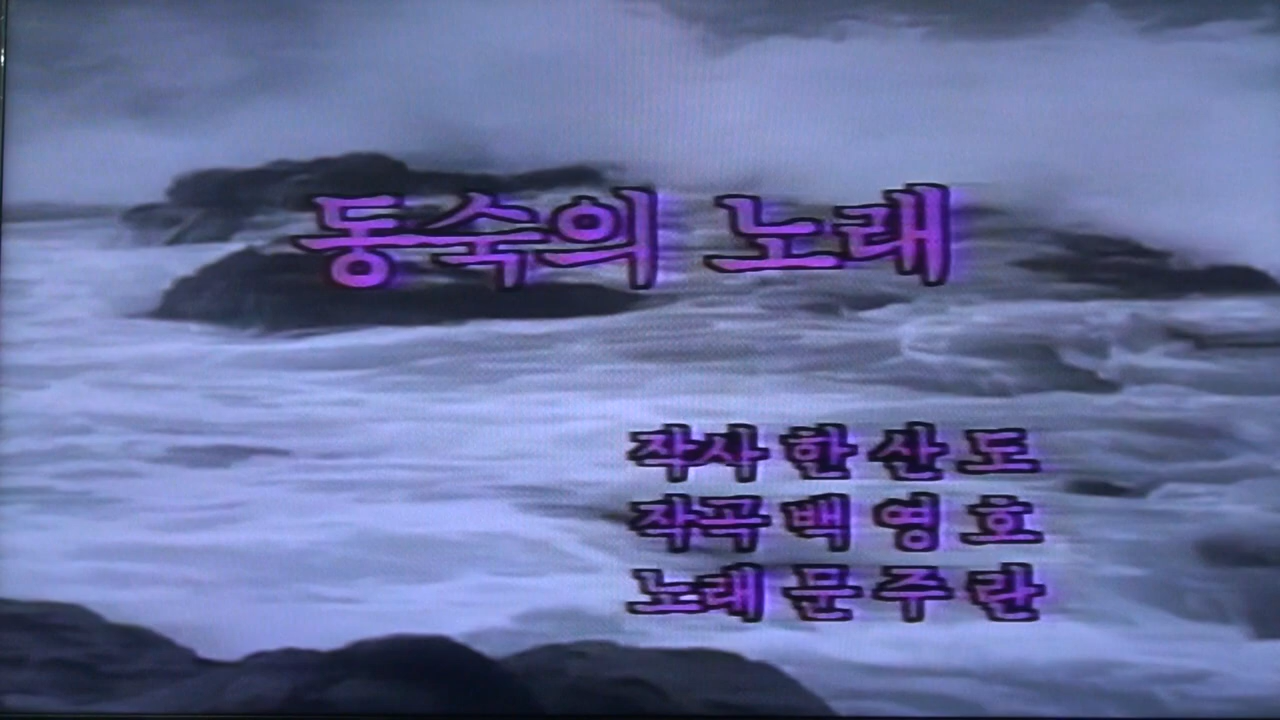 동숙의 노래
작사 한산도
작곡 백영호
노래 문주란